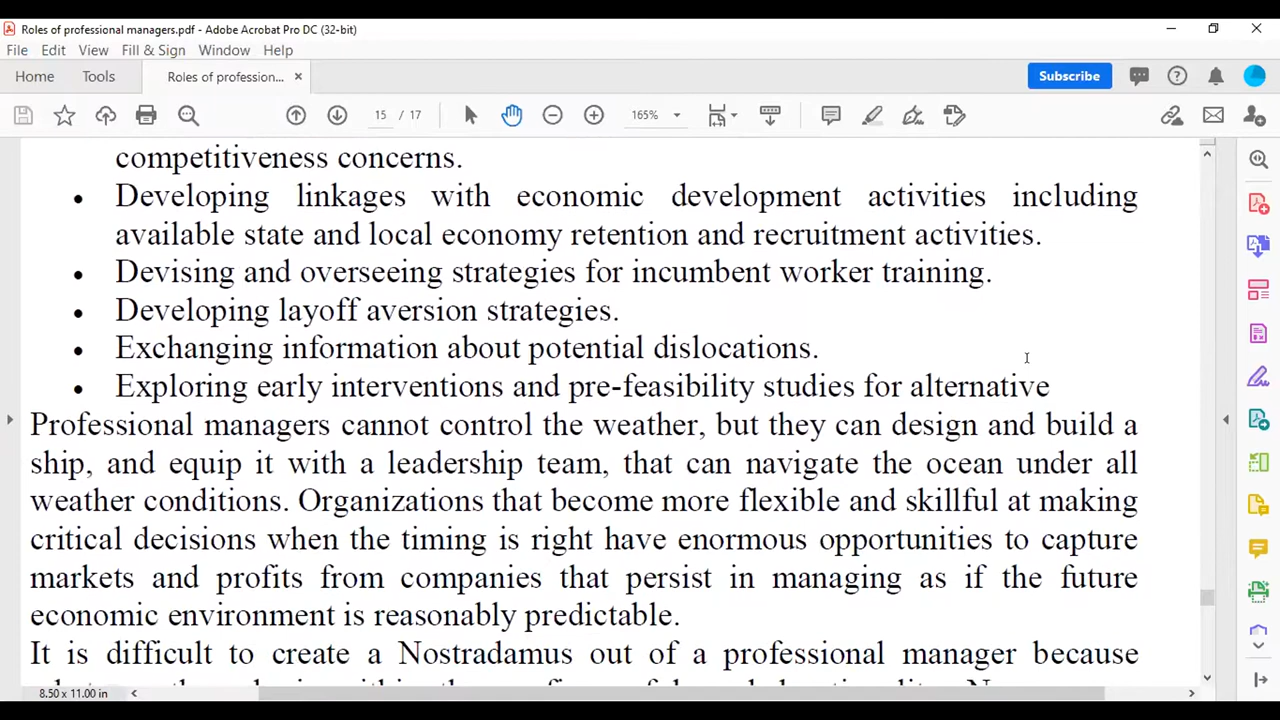 Roles of professional managers.pdf - Adobe Acrobat Pro DC (32-bit)
File Edit View Fill & Sign Window Help
Home Tools Roles of profession... ×
Subscribe
15 / 17
165%
competitiveness concerns.
• Developing linkages with economic development activities including
available state and local economy retention and recruitment activities.
• Devising and overseeing strategies for incumbent worker training.
• Developing layoff aversion strategies.
• Exchanging information about potential dislocations.
• Exploring early interventions and pre-feasibility studies for alternative
Professional managers cannot control the weather, but they can design and build a
ship, and equip it with a leadership team, that can navigate the ocean under all
weather conditions. Organizations that become more flexible and skillful at making
critical decisions when the timing is right have enormous opportunities to capture
markets and profits from companies that persist in managing as if the future
economic environment is reasonably predictable.
It is difficult to create a Nostradamus out of a professional manager because
8.50 x 11.00 in